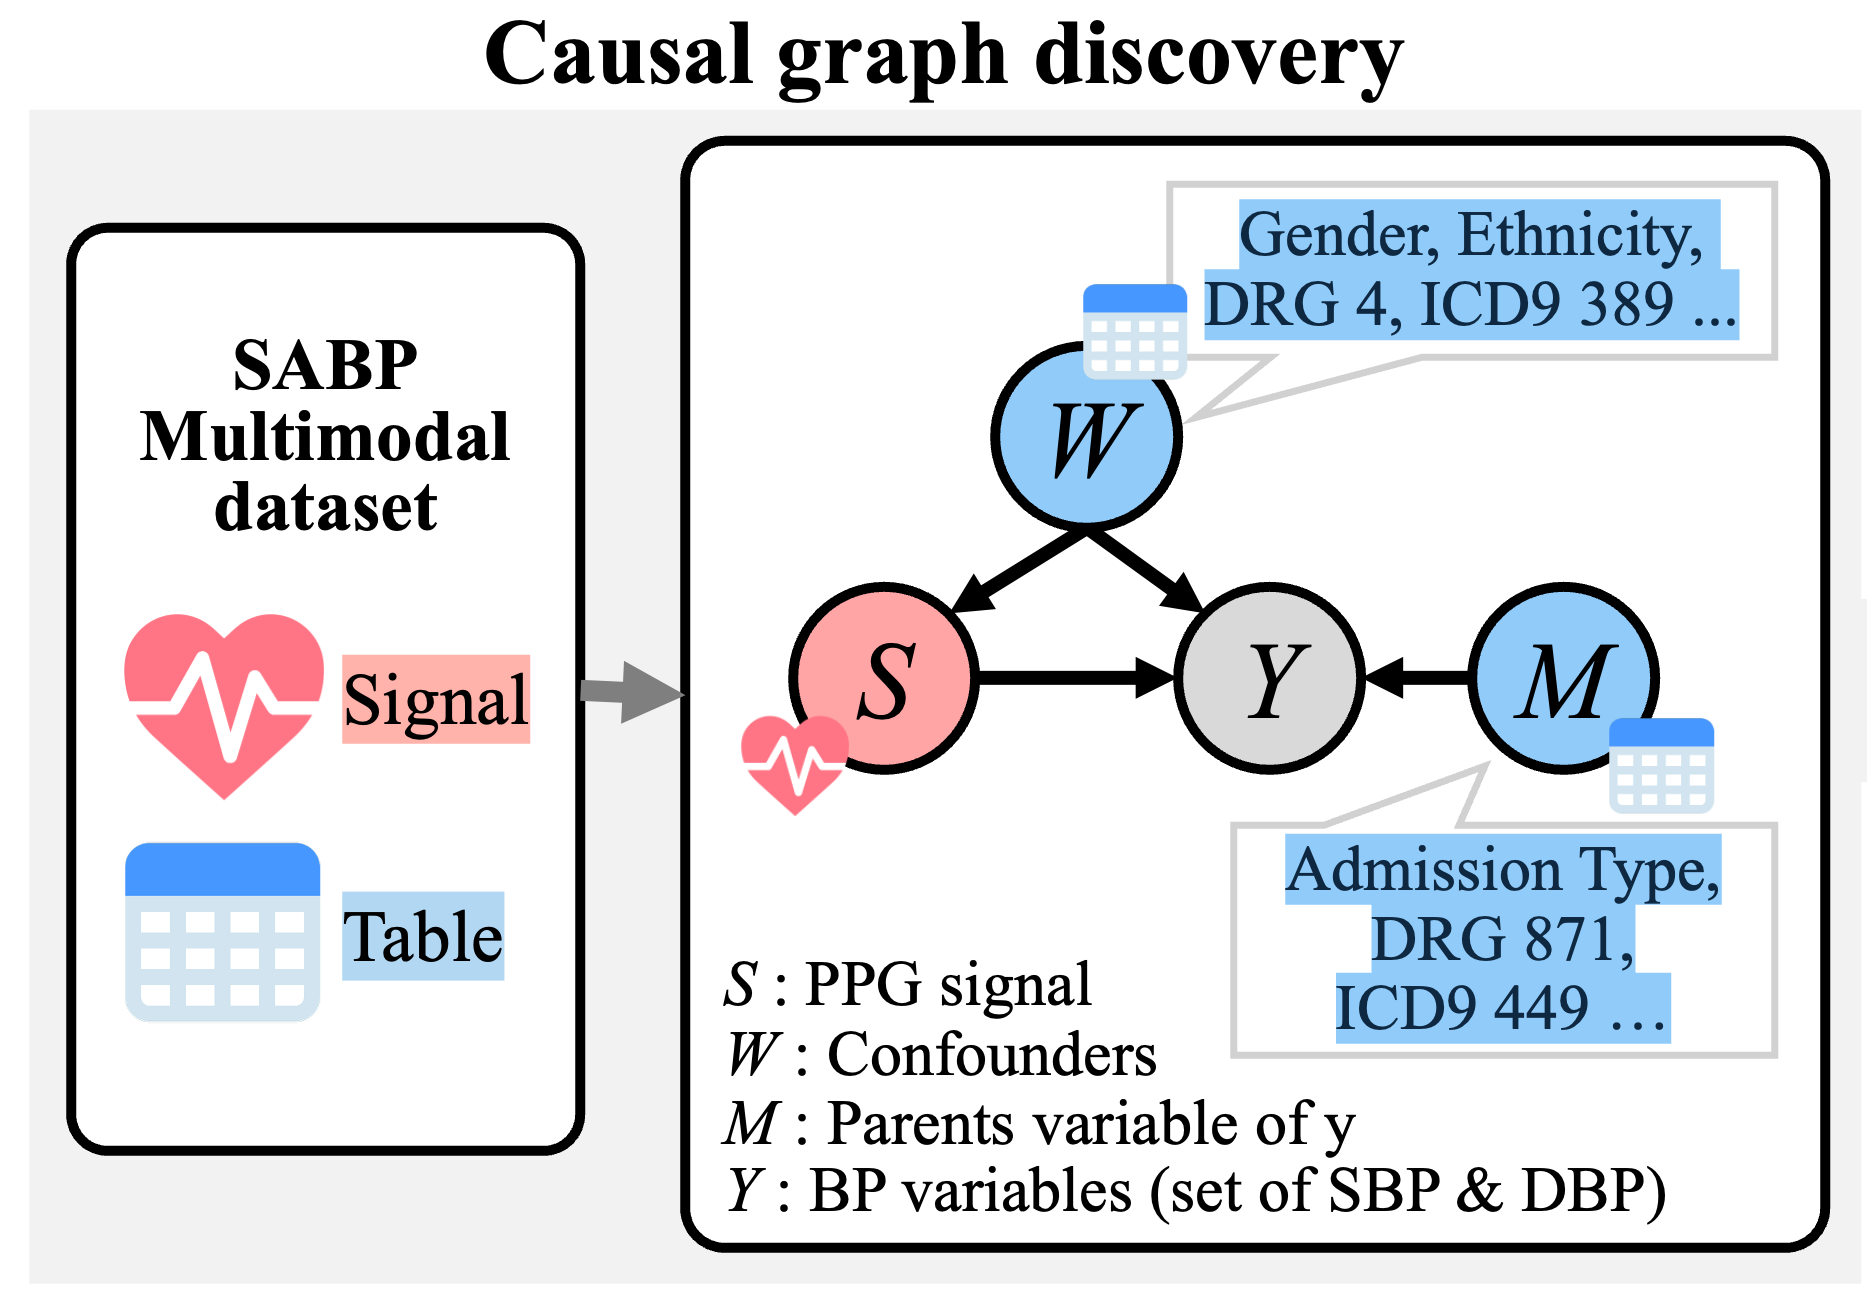 Causal graph discovery
SABP
Multimodal
dataset
Signal
Table
Gender, Ethnicity,
DRG 4, ICD9 389 ...
W
S
Y
M
Admission Type,
DRG 871,
ICD9 449 …
S : PPG signal
W : Confounders
M : Parents variable of y
Y : BP variables (set of SBP & DBP)